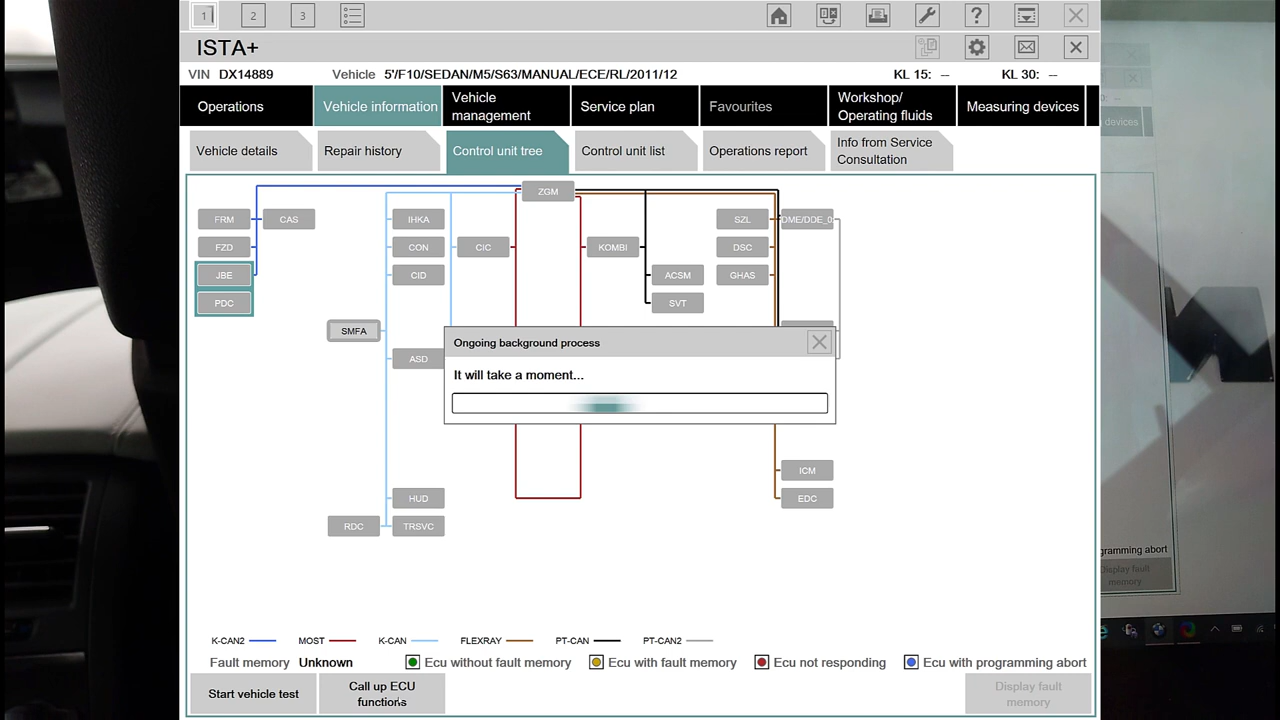 1 2 3
ISTA+
VIN DX14889 Vehicle 5'/F10/SEDAN/M5/S63/MANUAL/ECE/RL/2011/12 KL 15: -- KL 30: --
Operations Vehicle information Vehicle management Service plan Favourites Workshop/ Operating fluids Measuring devices
Vehicle details Repair history Control unit tree Control unit list Operations report Info from Service Consultation
ZGM
FRM CAS IHKA SZL DME/DDE_0
FZD CON CIC KOMBI DSC
JBE CID ACSM GHAS
PDC SVT
SMFA
Ongoing background process
ASD
It will take a moment...
ICM
HUD EDC
RDC TRSVC
K-CAN2 MOST K-CAN FLEXRAY PT-CAN PT-CAN2
Fault memory Unknown Ecu without fault memory Ecu with fault memory Ecu not responding Ecu with programming abort
Start vehicle test Call up ECU functions Display fault memory
devices
gramming abort
Display fault
memory